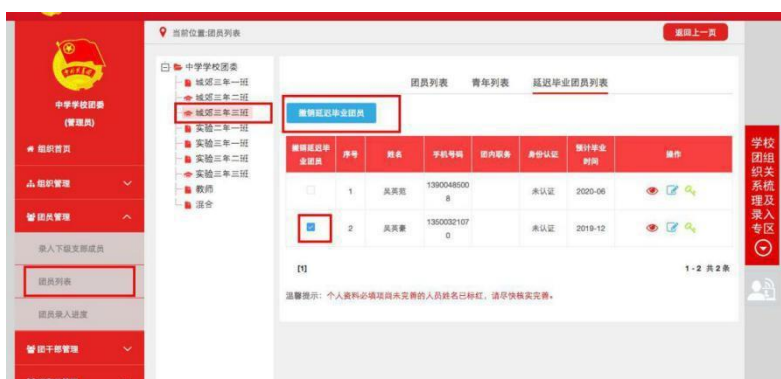 当前位置:团员列表
返回上一页
中学学校团委
(管理员)
组织首页
组织管理
团员管理
录入下级支部成员
团员列表
团员录入进度
团干部管理
中学学校团委
城郊三年一班
城郊三年二班
城郊三年三班
实验二年一班
实验三年一班
实验三年二班
实验三年三班
教师
混合
团员列表 青年列表 延迟毕业团员列表
撤销延迟毕业团员
撤销延迟毕业团员 序号 姓名 手机号码 团内职务 身份认证 预计毕业时间 操作
1 吴英范 13900485008 未认证 2020-06
2 吴英豪 13500321070 未认证 2019-12
[1] 1-2 共2条
温馨提示：个人资料必填项尚未完善的人员姓名已标红，请尽快核实完善。
学校团组织关系统管理及录入专区